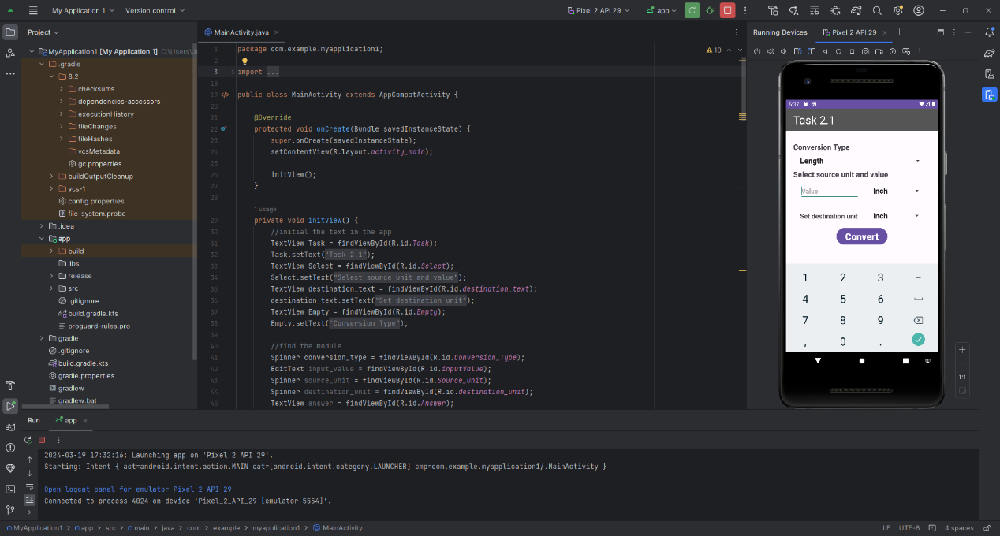 My Application 1
Version control
Pixel 2 API 29
app
Project
MyApplication1 [My Application 1]
.gradle
8.2
checksums
dependencies-accessors
executionHistory
fileChanges
fileHashes
vcsMetadata
gc.properties
buildOutputCleanup
vcs-1
config.properties
file-system.probe
.idea
app
build
libs
release
src
.gitignore
build.gradle.kts
proguard-rules.pro
gradle
.gitignore
build.gradle.kts
gradle.properties
gradlew
gradlew.bat
MainActivity.java
10
1 package com.example.myapplication1;
2
3 import ...
18
19 public class MainActivity extends AppCompatActivity {
20
21 @Override
22 protected void onCreate(Bundle savedInstanceState) {
23 super.onCreate(savedInstanceState);
24 setContentView(R.layout.activity_main);
25
26 initView();
27 }
28
1 usage
29 private void initView() {
30 //initial the text in the app
31 TextView Task = findViewById(R.id.Task);
32 Task.setText("Task 2.1");
33 TextView Select = findViewById(R.id.Select);
34 Select.setText("Select source unit and value");
35 TextView destination_text = findViewById(R.id.destination_text);
36 destination_text.setText("Set destination unit");
37 TextView Empty = findViewById(R.id.Empty);
38 Empty.setText("Conversion Type");
39
40 //find the module
41 Spinner conversion_type = findViewById(R.id.Conversion_Type);
42 EditText input_value = findViewById(R.id.inputValue);
43 Spinner source_unit = findViewById(R.id.Source_Unit);
44 Spinner destination_unit = findViewById(R.id.destination_unit);
45 TextView answer = findViewById(R.id.Answer);
Running Devices
Pixel 2 API 29
6:37
Task 2.1
Conversion Type
Length
Select source unit and value
Value
Inch
Set destination unit
Inch
Convert
1 2 3 -
4 5 6
7 8 9
, 0 .
1:1
Run
app
2024-03-19 17:32:16: Launching app on 'Pixel 2 API 29'.
Starting: Intent { act=android.intent.action.MAIN cat=[android.intent.category.LAUNCHER] cmp=com.example.myapplication1/.MainActivity }
Open logcat panel for emulator Pixel 2 API 29
Connected to process 4024 on device 'Pixel_2_API_29 [emulator-5554]'.
MyApplication1 > app > src > main > java > com > example > myapplication1 > MainActivity
LF
UTF-8
4 spaces